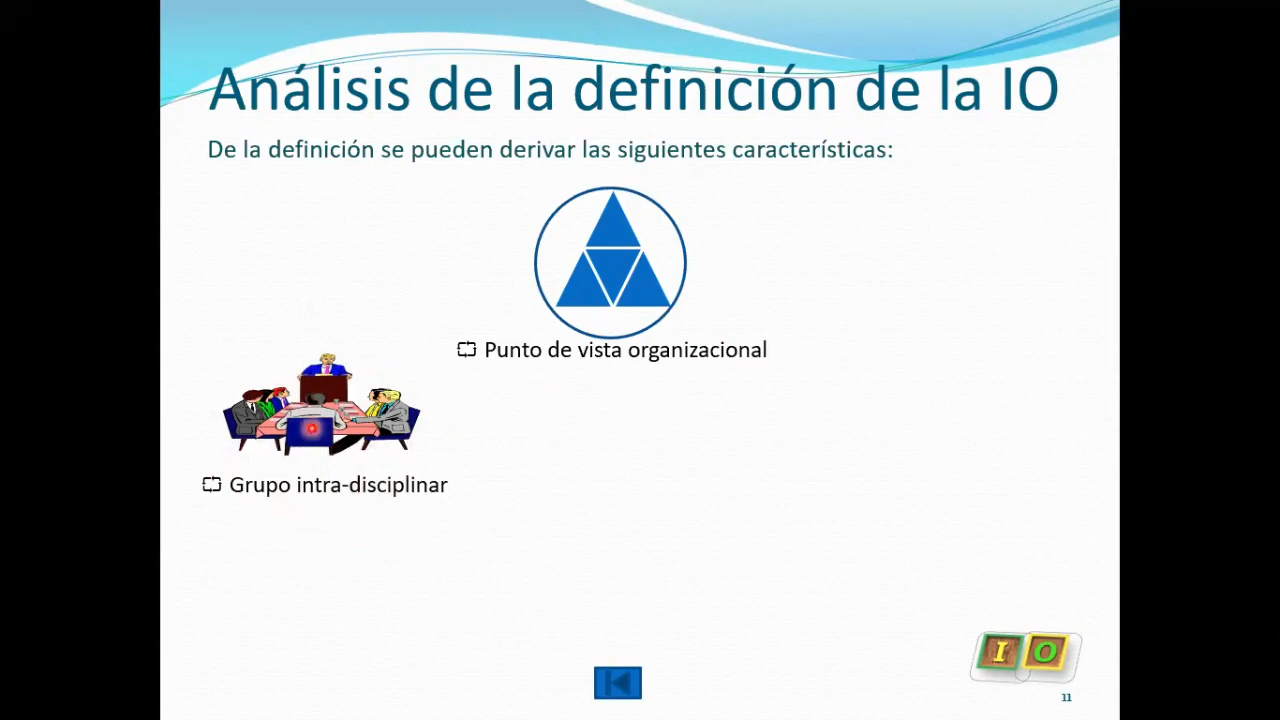 Análisis de la definición de la IO
De la definición se pueden derivar las siguientes características:
Punto de vista organizacional
Grupo intra-disciplinar
I O
11